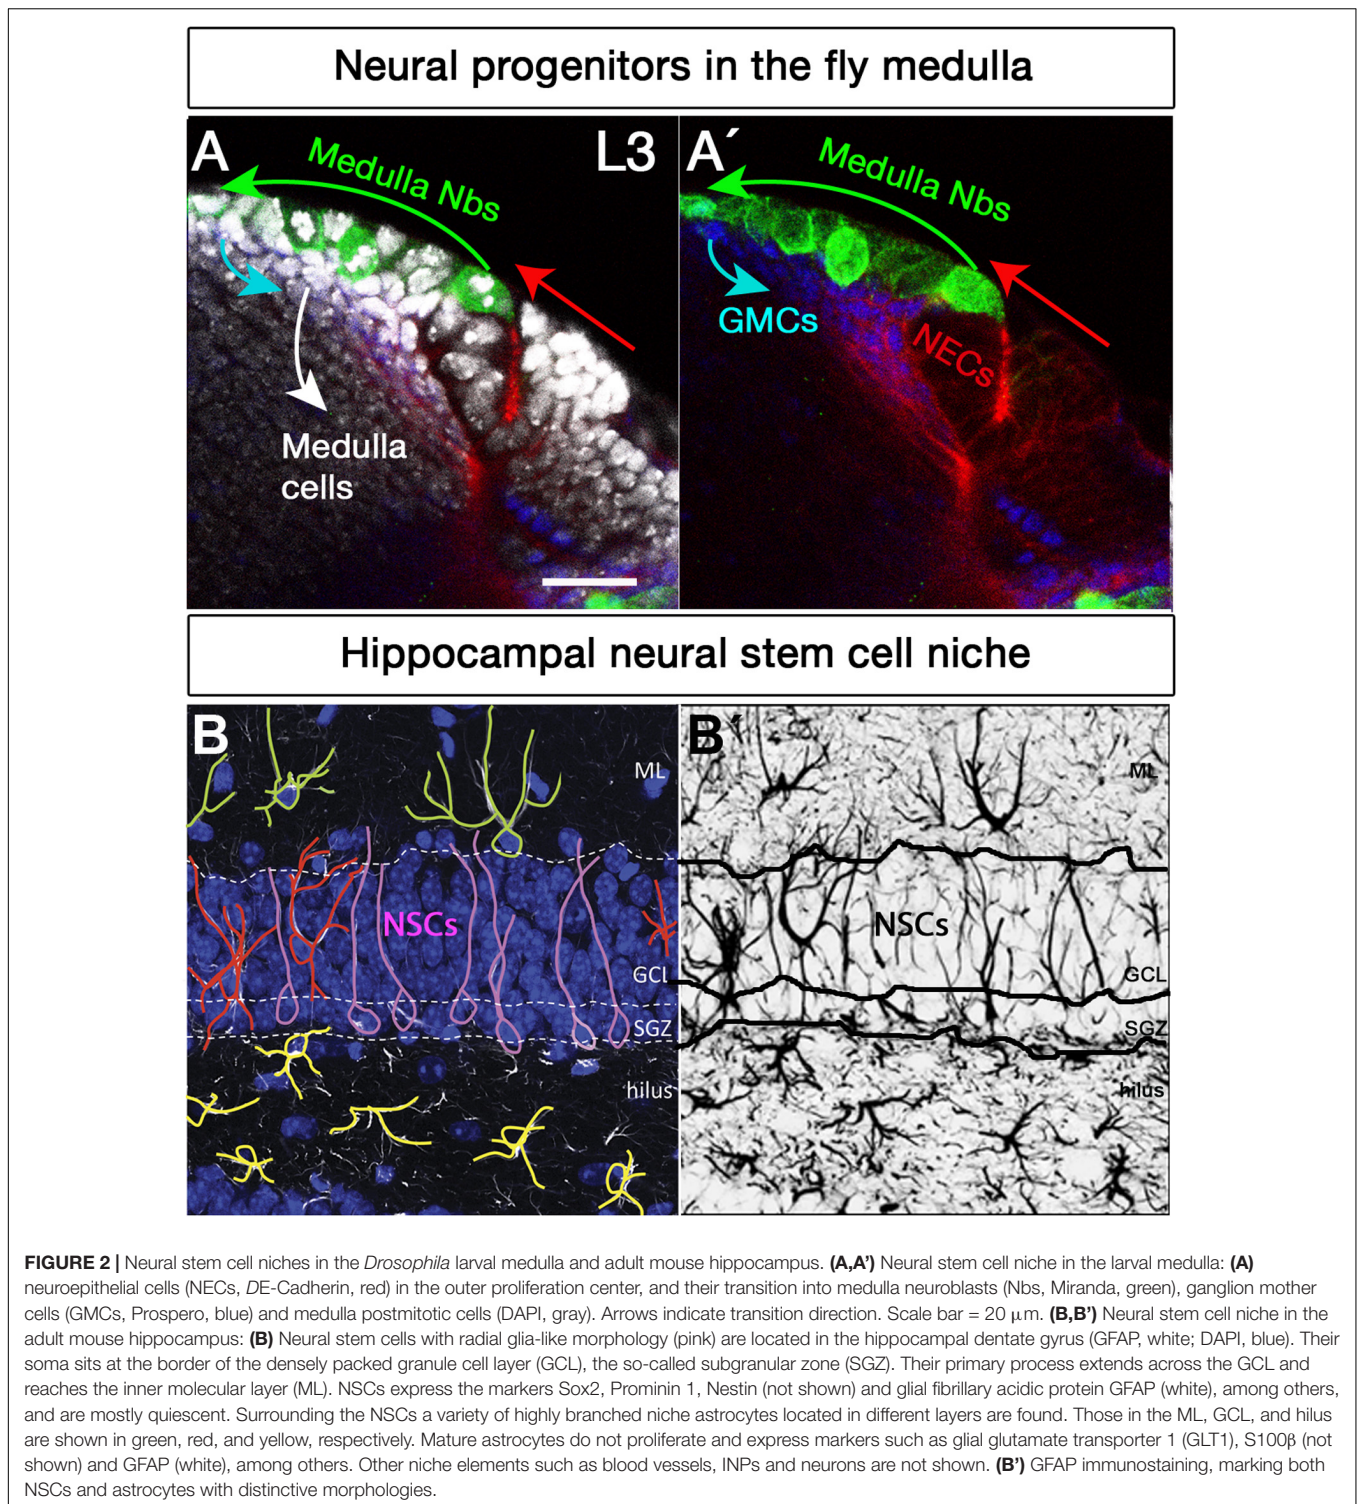 Neural progenitors in the fly medulla
A
L3
Medulla Nbs
Medulla
cells
A´
Medulla Nbs
GMCs
NECs
Hippocampal neural stem cell niche
B
ML
NSCs
GCL
SGZ
hilus
B´
ML
NSCs
GCL
SGZ
hilus
FIGURE 2 | Neural stem cell niches in the Drosophila larval medulla and adult mouse hippocampus. (A,A’) Neural stem cell niche in the larval medulla: (A)
neuroepithelial cells (NECs, DE-Cadherin, red) in the outer proliferation center, and their transition into medulla neuroblasts (Nbs, Miranda, green), ganglion mother
cells (GMCs, Prospero, blue) and medulla postmitotic cells (DAPI, gray). Arrows indicate transition direction. Scale bar = 20 μm. (B,B’) Neural stem cell niche in the
adult mouse hippocampus: (B) Neural stem cells with radial glia-like morphology (pink) are located in the hippocampal dentate gyrus (GFAP, white; DAPI, blue). Their
soma sits at the border of the densely packed granule cell layer (GCL), the so-called subgranular zone (SGZ). Their primary process extends across the GCL and
reaches the inner molecular layer (ML). NSCs express the markers Sox2, Prominin 1, Nestin (not shown) and glial fibrillary acidic protein GFAP (white), among others,
and are mostly quiescent. Surrounding the NSCs a variety of highly branched niche astrocytes located in different layers are found. Those in the ML, GCL, and hilus
are shown in green, red, and yellow, respectively. Mature astrocytes do not proliferate and express markers such as glial glutamate transporter 1 (GLT1), S100β (not
shown) and GFAP (white), among others. Other niche elements such as blood vessels, INPs and neurons are not shown. (B’) GFAP immunostaining, marking both
NSCs and astrocytes with distinctive morphologies.